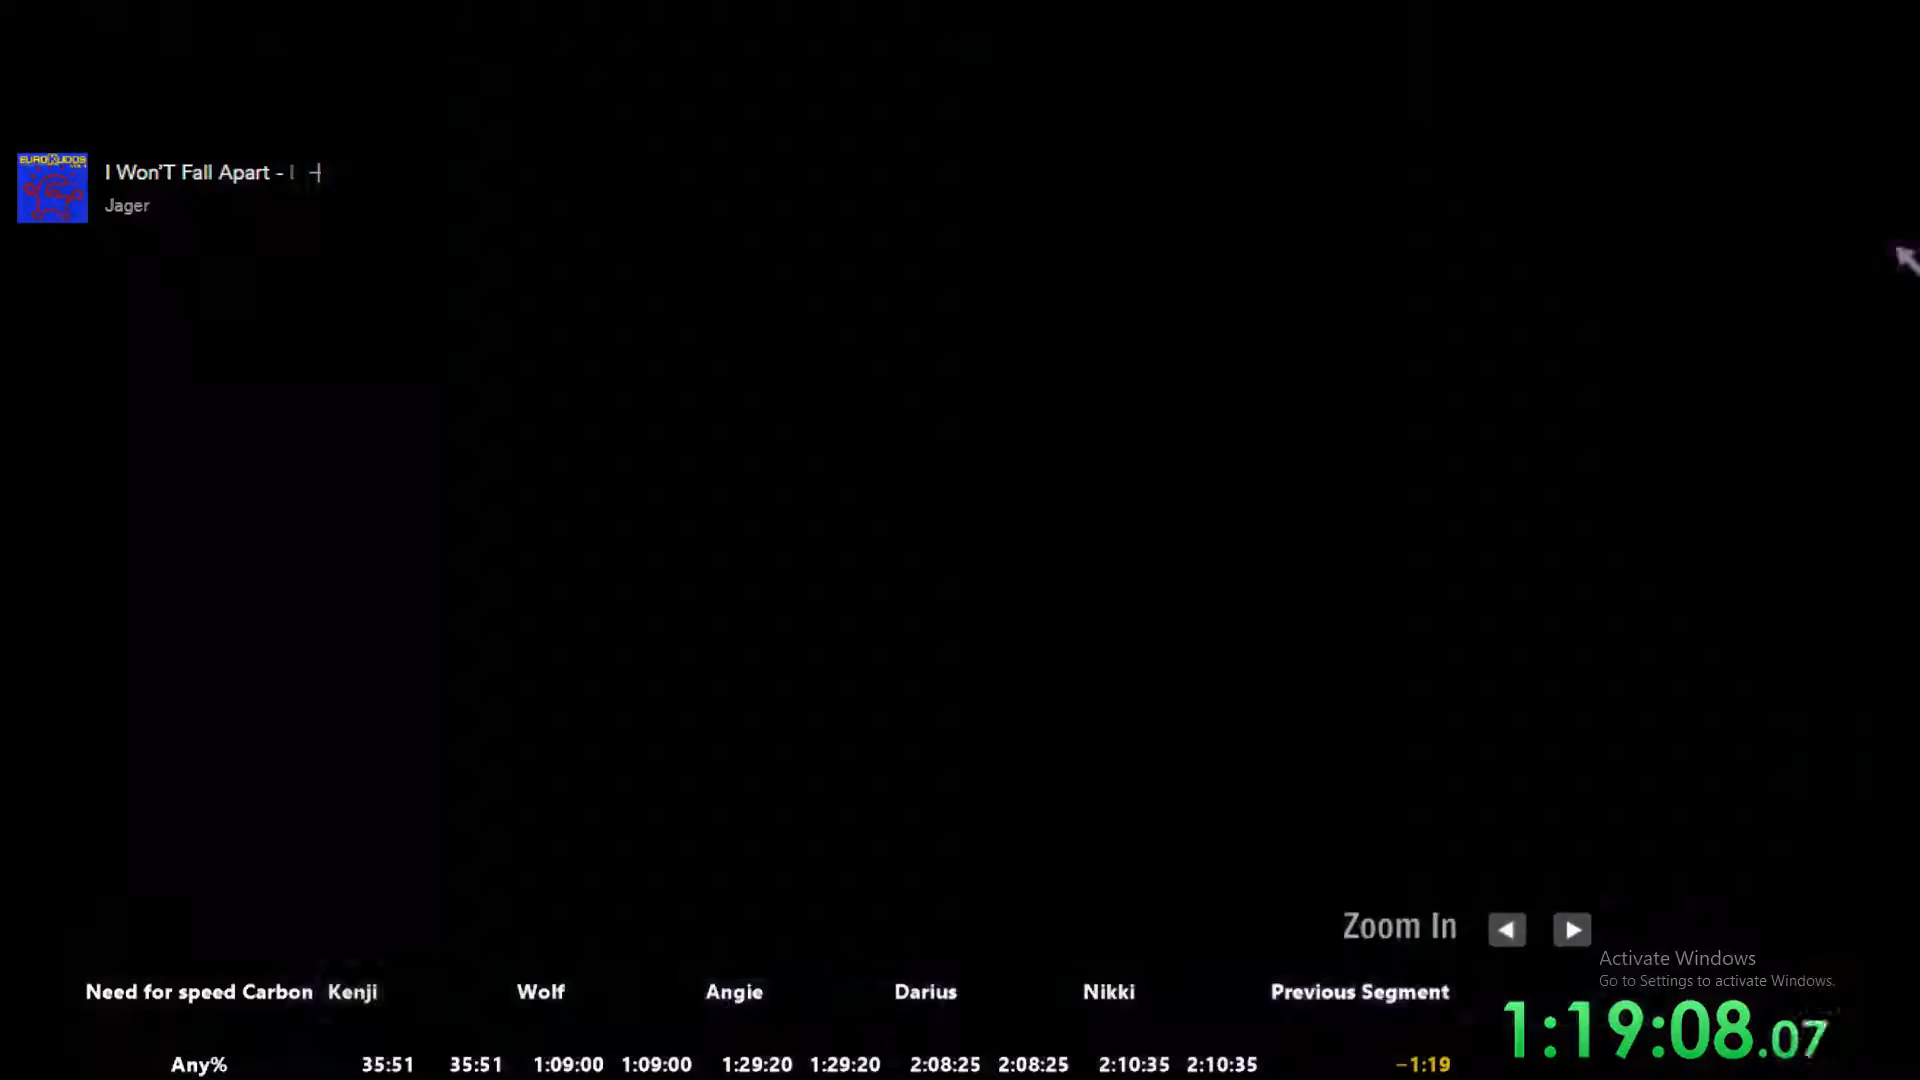 EUROKUDOS
I Won'T Fall Apart -
Jager
Zoom In
Activate Windows
Go to Settings to activate Windows.
Need for speed Carbon Kenji Wolf Angie Darius Nikki Previous Segment
1:19:08.07
Any% 35:51 35:51 1:09:00 1:09:00 1:29:20 1:29:20 2:08:25 2:08:25 2:10:35 2:10:35 −1:19